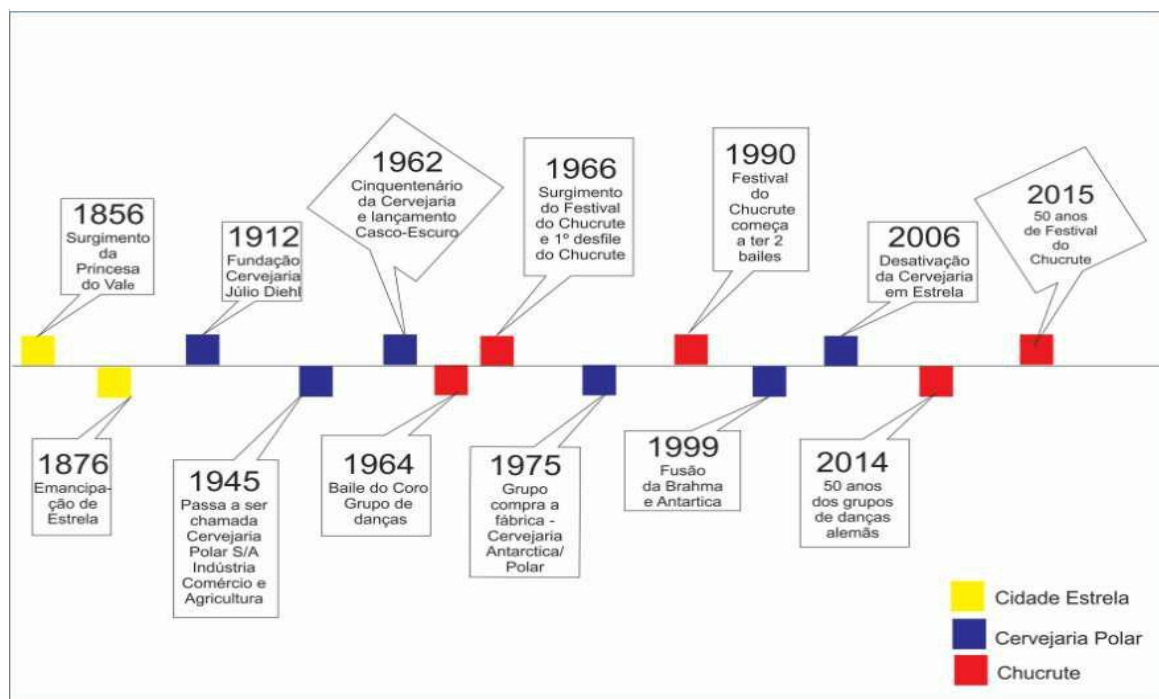 1856
Surgimento
da
Princesa
do Vale
1876
Emancipa-
ção de
Estrela
1912
Fundação
Cervejaria
Júlio Diehl
1945
Passa a ser
chamada
Cervejaria
Polar S/A
Indústria
Comércio e
Agricultura
1962
Cinquentenário
da Cervejaria
e lançamento
Casco-Escuro
1964
Baile do Coro
Grupo de
danças
1966
Surgimento
do Festival
do Chucrute
e 1º desfile
do Chucrute
1975
Grupo
compra a
fábrica -
Cervejaria
Antarctica/
Polar
1990
Festival
do
Chucrute
começa
a ter 2
bailes
1999
Fusão
da Brahma
e Antartica
2006
Desativação
da Cervejaria
em Estrela
2014
50 anos
dos grupos
de danças
alemãs
2015
50 anos
de Festival
do
Chucrute
Cidade Estrela
Cervejaria Polar
Chucrute